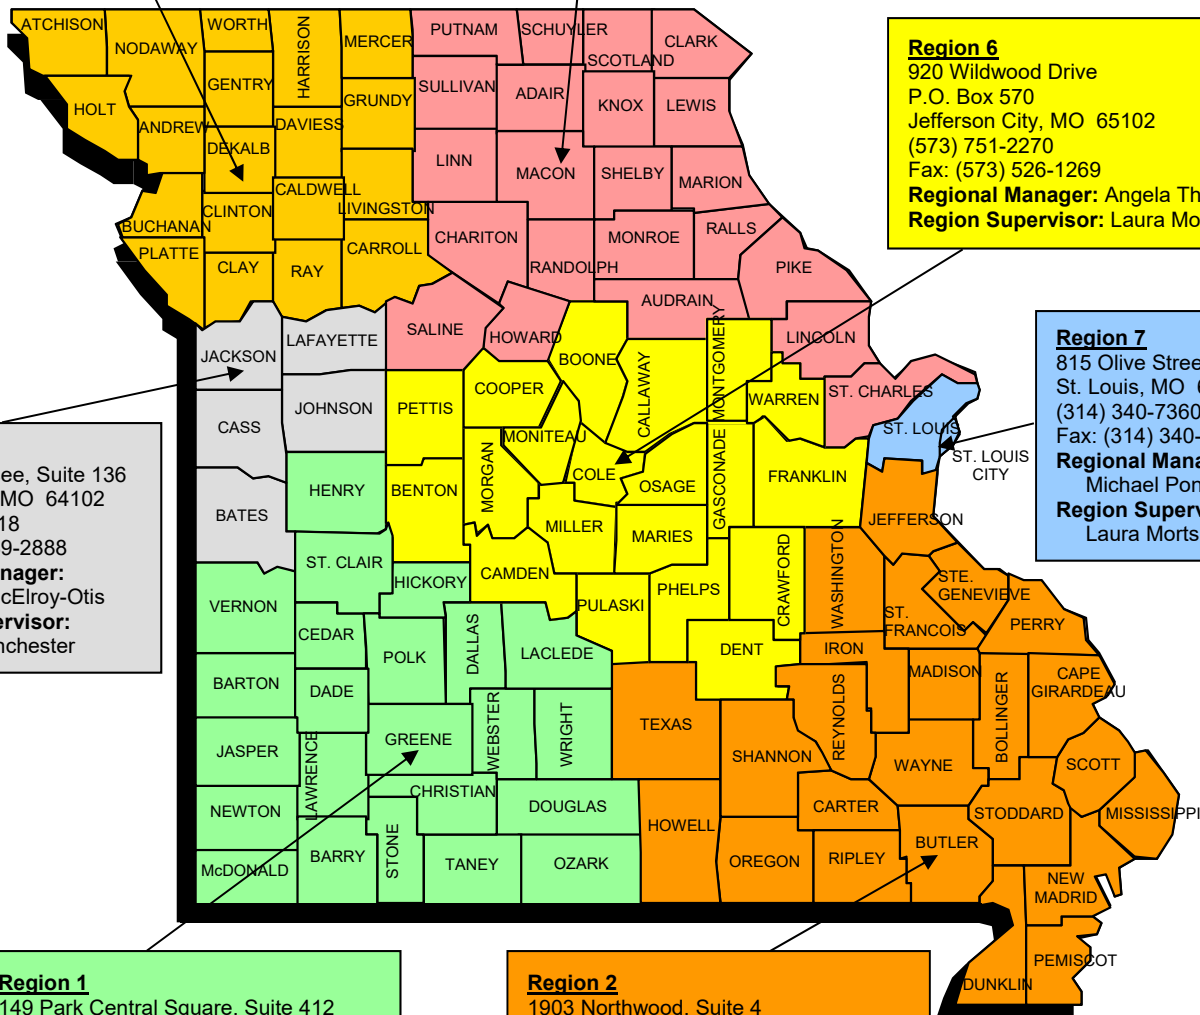 ATCHISON
NODAWAY
WORTH
HARRISON
MERCER
PUTNAM
SCHUYLER
SCOTLAND
CLARK
HOLT
ANDREW
GENTRY
GRUNDY
SULLIVAN
ADAIR
KNOX
LEWIS
DAVIESS
DEKALB
LINN
MACON
SHELBY
MARION
BUCHANAN
CLINTON
CALDWELL
LIVINGSTON
CHARITON
RANDOLPH
MONROE
RALLS
PLATTE
CLAY
RAY
CARROLL
PIKE
AUDRAIN
SALINE
HOWARD
LINCOLN
JACKSON
LAFAYETTE
BOONE
CALLAWAY
MONTGOMERY
WARREN
ST. CHARLES
CASS
JOHNSON
PETTIS
COOPER
MONITEAU
COLE
OSAGE
GASCONADE
FRANKLIN
ST. LOUIS
ST. LOUIS
CITY
BATES
HENRY
BENTON
MORGAN
MILLER
MARIES
JEFFERSON
ST. CLAIR
HICKORY
CAMDEN
PULASKI
PHELPS
CRAWFORD
WASHINGTON
STE.
GENEVIEVE
ST.
FRANCOIS
PERRY
VERNON
CEDAR
POLK
DALLAS
LACLEDE
DENT
IRON
MADISON
CAPE
GIRARDEAU
BARTON
DADE
TEXAS
REYNOLDS
BOLLINGER
JASPER
LAWRENCE
GREENE
WEBSTER
WRIGHT
SHANNON
WAYNE
SCOTT
NEWTON
CHRISTIAN
DOUGLAS
HOWELL
CARTER
STODDARD
MISSISSIPPI
McDONALD
BARRY
STONE
TANEY
OZARK
OREGON
RIPLEY
BUTLER
NEW
MADRID
PEMISCOT
DUNKLIN
Region 6
920 Wildwood Drive
P.O. Box 570
Jefferson City, MO 65102
(573) 751-2270
Fax: (573) 526-1269
Regional Manager: Angela Th
Region Supervisor: Laura Mo
Region 7
815 Olive Stree
St. Louis, MO
(314) 340-7360
Fax: (314) 340-
Regional Mana
Michael Pon
Region Superv
Laura Morts
ee, Suite 136
MO 64102
18
9-2888
nager:
cElroy-Otis
ervisor:
nchester
Region 1
149 Park Central Square, Suite 412
Region 2
1903 Northwood, Suite 4